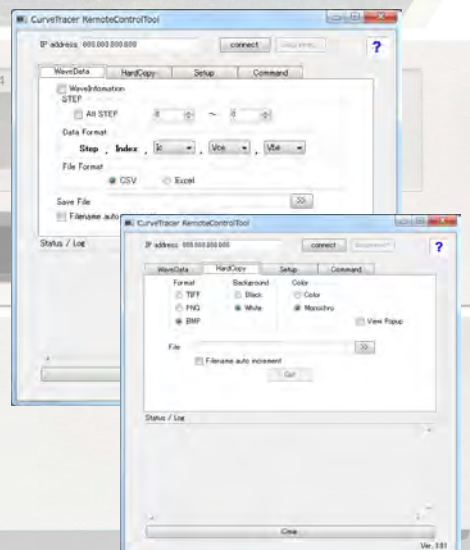 CurveTracer RemoteControlTool
IP address 000.000.000.000 connect disconnect ?
WaveData HardCopy Setup Command
WaveInfomation
STEP
All STEP 0 ~ 0
Data Format
Step , Index , Ic , Vce , Vbe
File Format
CSV Excel
Save File >>
Filename auto
Status / Log
CurveTracer RemoteControlTool
IP address 000.000.000.000 connect disconnect ?
WaveData HardCopy Setup Command
Format Background Color
TIFF Black Color
PNG White Monochro
BMP View Popup
File >>
Filename auto increment
Get
Status / Log
Clear